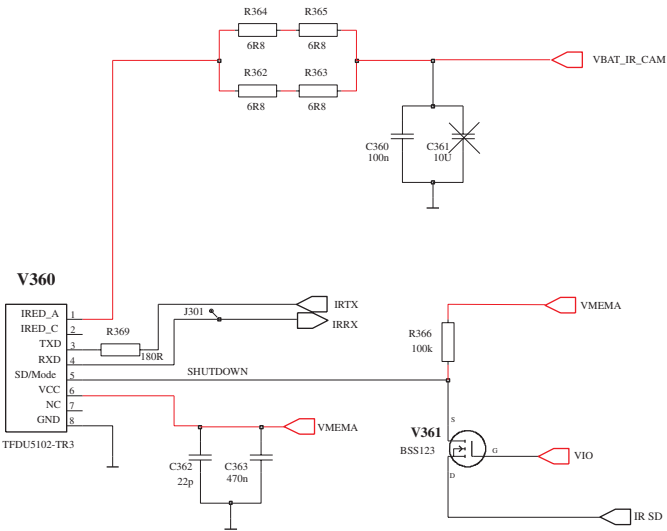 R364 R365
6R8 6R8
VBAT_IR_CAM
R362 R363
6R8 6R8
C360 C361
100n 10U
V360
IRED_A 1
IRED_C 2
TXD 3
RXD 4
SD/Mode 5
VCC 6
NC 7
GND 8
TFDU5102-TR3
R369
180R
J301
IRTX
IRRX
SHUTDOWN
VMEMA
R366
100k
VMEMA
C362 C363
22p 470n
V361
BSS123
S
G
D
VIO
IR SD